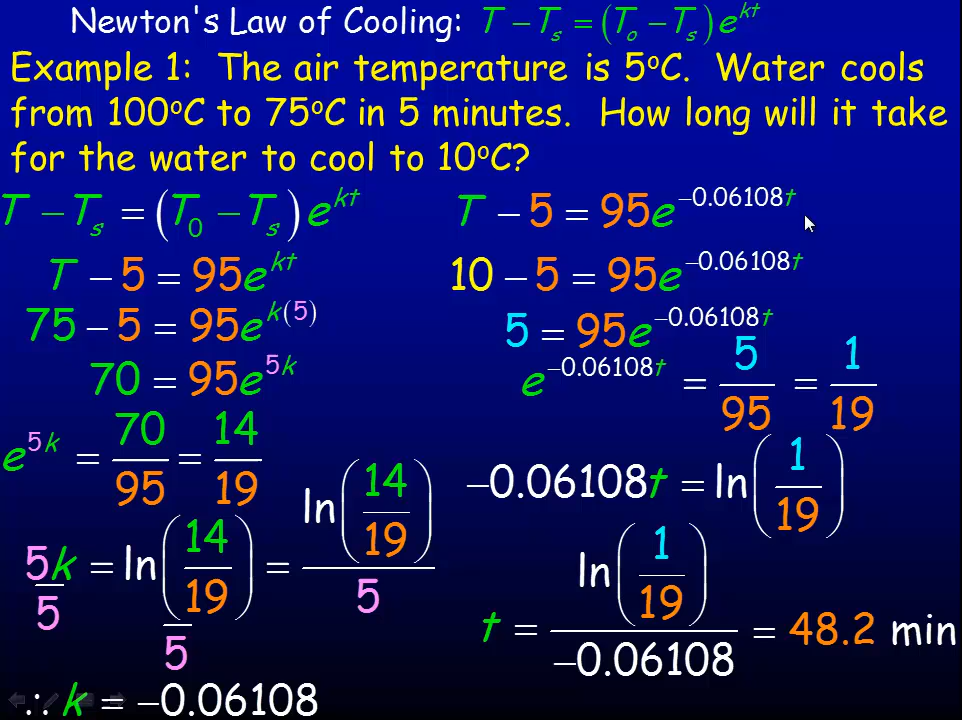 Newton's Law of Cooling: T − Tₛ = (Tₒ − Tₛ)e^(kt)
Example 1: The air temperature is 5°C. Water cools
from 100°C to 75°C in 5 minutes. How long will it take
for the water to cool to 10°C?
T − Tₛ = (T₀ − Tₛ)e^(kt)
T − 5 = 95e^(kt)
75 − 5 = 95e^(k(5))
70 = 95e^(5k)
e^(5k) = 70/95 = 14/19
5k/5 = ln(14/19)/5 = ln(14/19)/5
∴ k = −0.06108
T − 5 = 95e^(−0.06108t)
10 − 5 = 95e^(−0.06108t)
5 = 95e^(−0.06108t)
e^(−0.06108t) = 5/95 = 1/19
−0.06108t = ln(1/19)
t = ln(1/19)/−0.06108 = 48.2 min